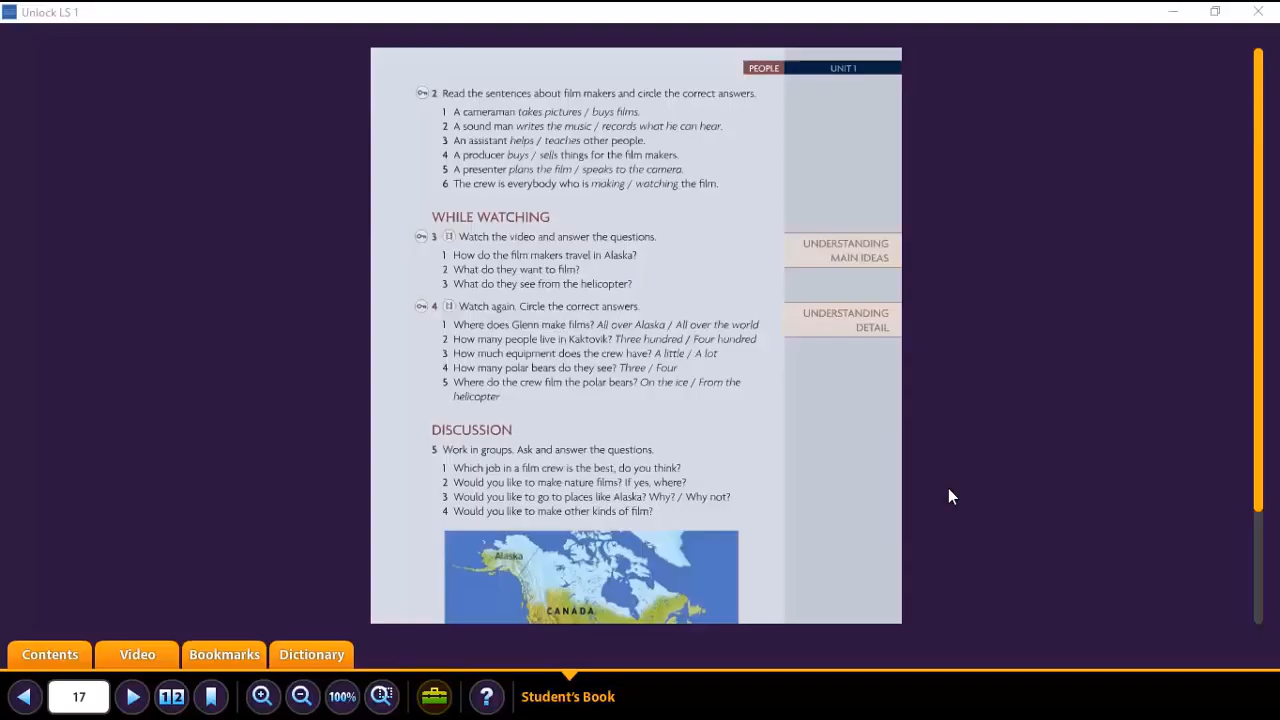 Unlock LS 1
PEOPLE UNIT 1
2 Read the sentences about film makers and circle the correct answers.
1 A cameraman takes pictures / buys films.
2 A sound man writes the music / records what he can hear.
3 An assistant helps / teaches other people.
4 A producer buys / sells things for the film makers.
5 A presenter plans the film / speaks to the camera.
6 The crew is everybody who is making / watching the film.
WHILE WATCHING
3 Watch the video and answer the questions.
1 How do the film makers travel in Alaska?
2 What do they want to film?
3 What do they see from the helicopter?
UNDERSTANDING
MAIN IDEAS
4 Watch again. Circle the correct answers.
1 Where does Glenn make films? All over Alaska / All over the world
2 How many people live in Kaktovik? Three hundred / Four hundred
3 How much equipment does the crew have? A little / A lot
4 How many polar bears do they see? Three / Four
5 Where do the crew film the polar bears? On the ice / From the
helicopter
UNDERSTANDING
DETAIL
DISCUSSION
5 Work in groups. Ask and answer the questions.
1 Which job in a film crew is the best, do you think?
2 Would you like to make nature films? If yes, where?
3 Would you like to go to places like Alaska? Why? / Why not?
4 Would you like to make other kinds of film?
Alaska
CANADA
Contents Video Bookmarks Dictionary
17 12 100% ? Student's Book